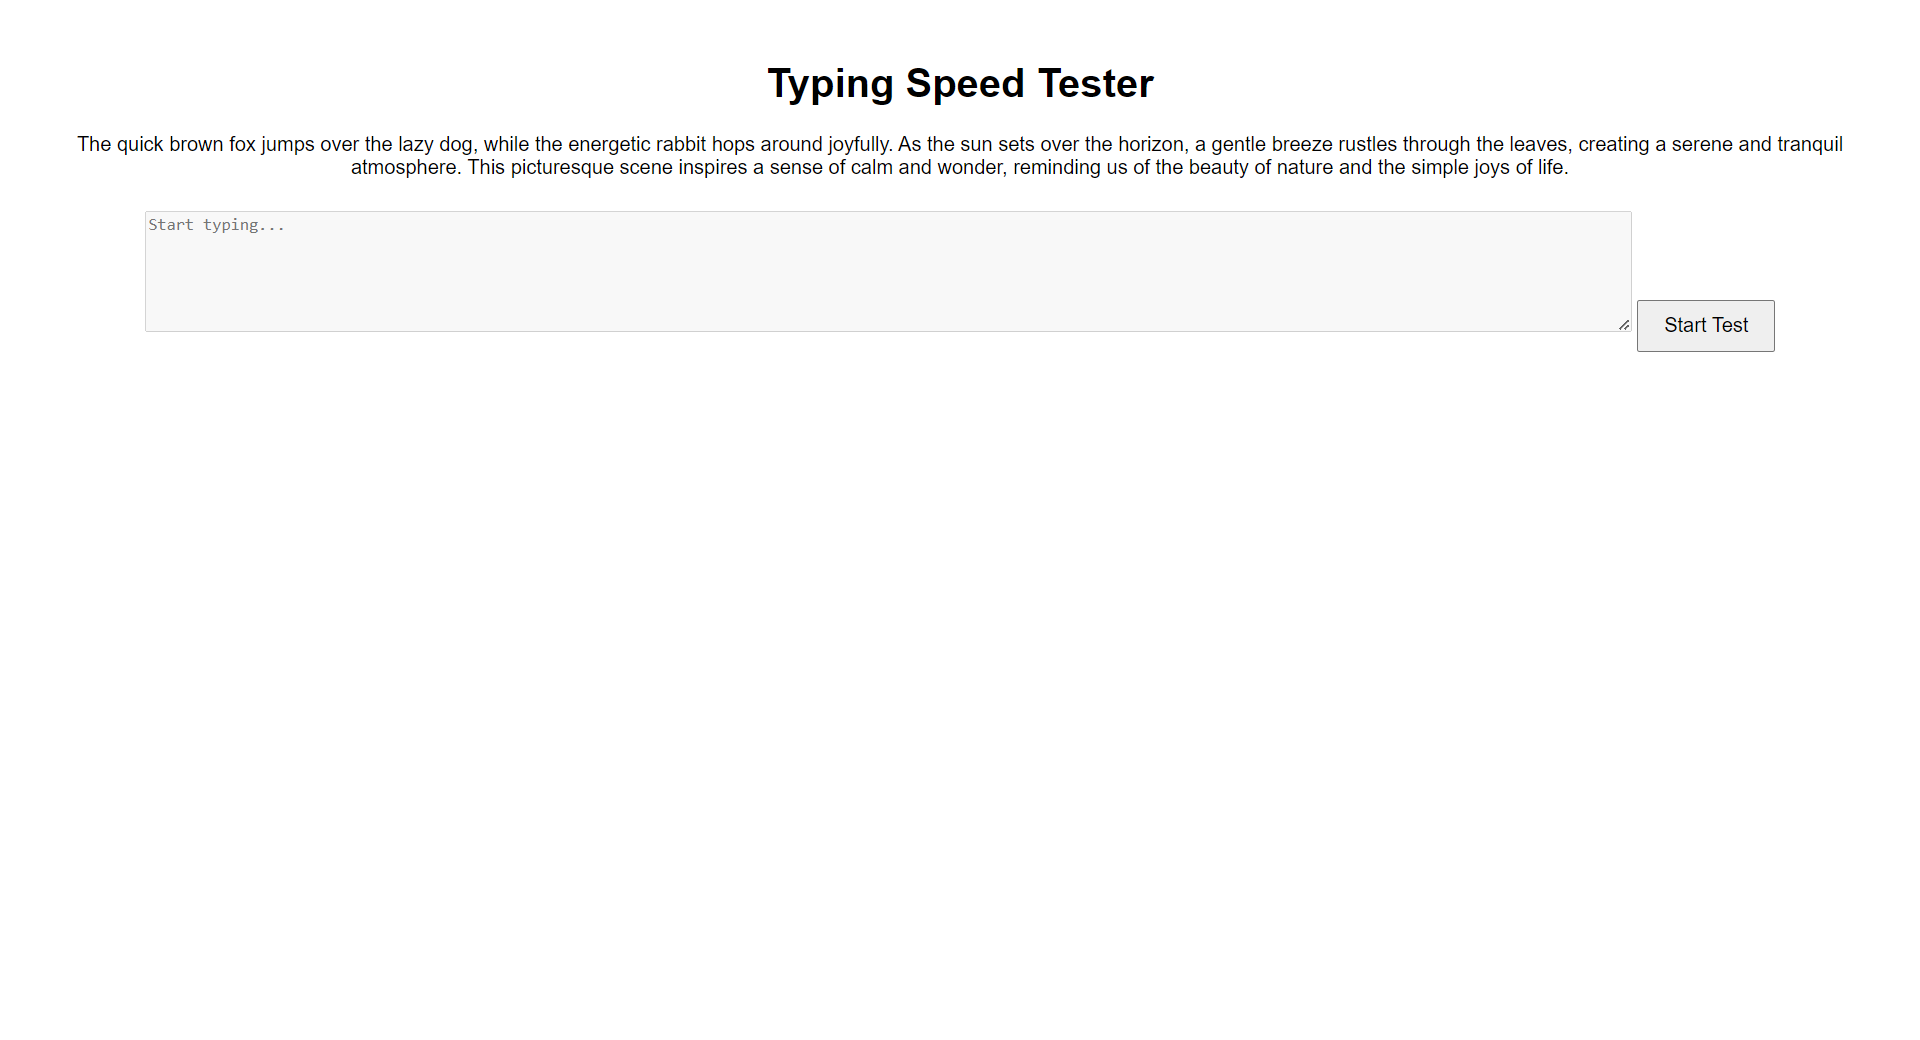 Typing Speed Tester
The quick brown fox jumps over the lazy dog, while the energetic rabbit hops around joyfully. As the sun sets over the horizon, a gentle breeze rustles through the leaves, creating a serene and tranquil
atmosphere. This picturesque scene inspires a sense of calm and wonder, reminding us of the beauty of nature and the simple joys of life.
Start typing...
Start Test